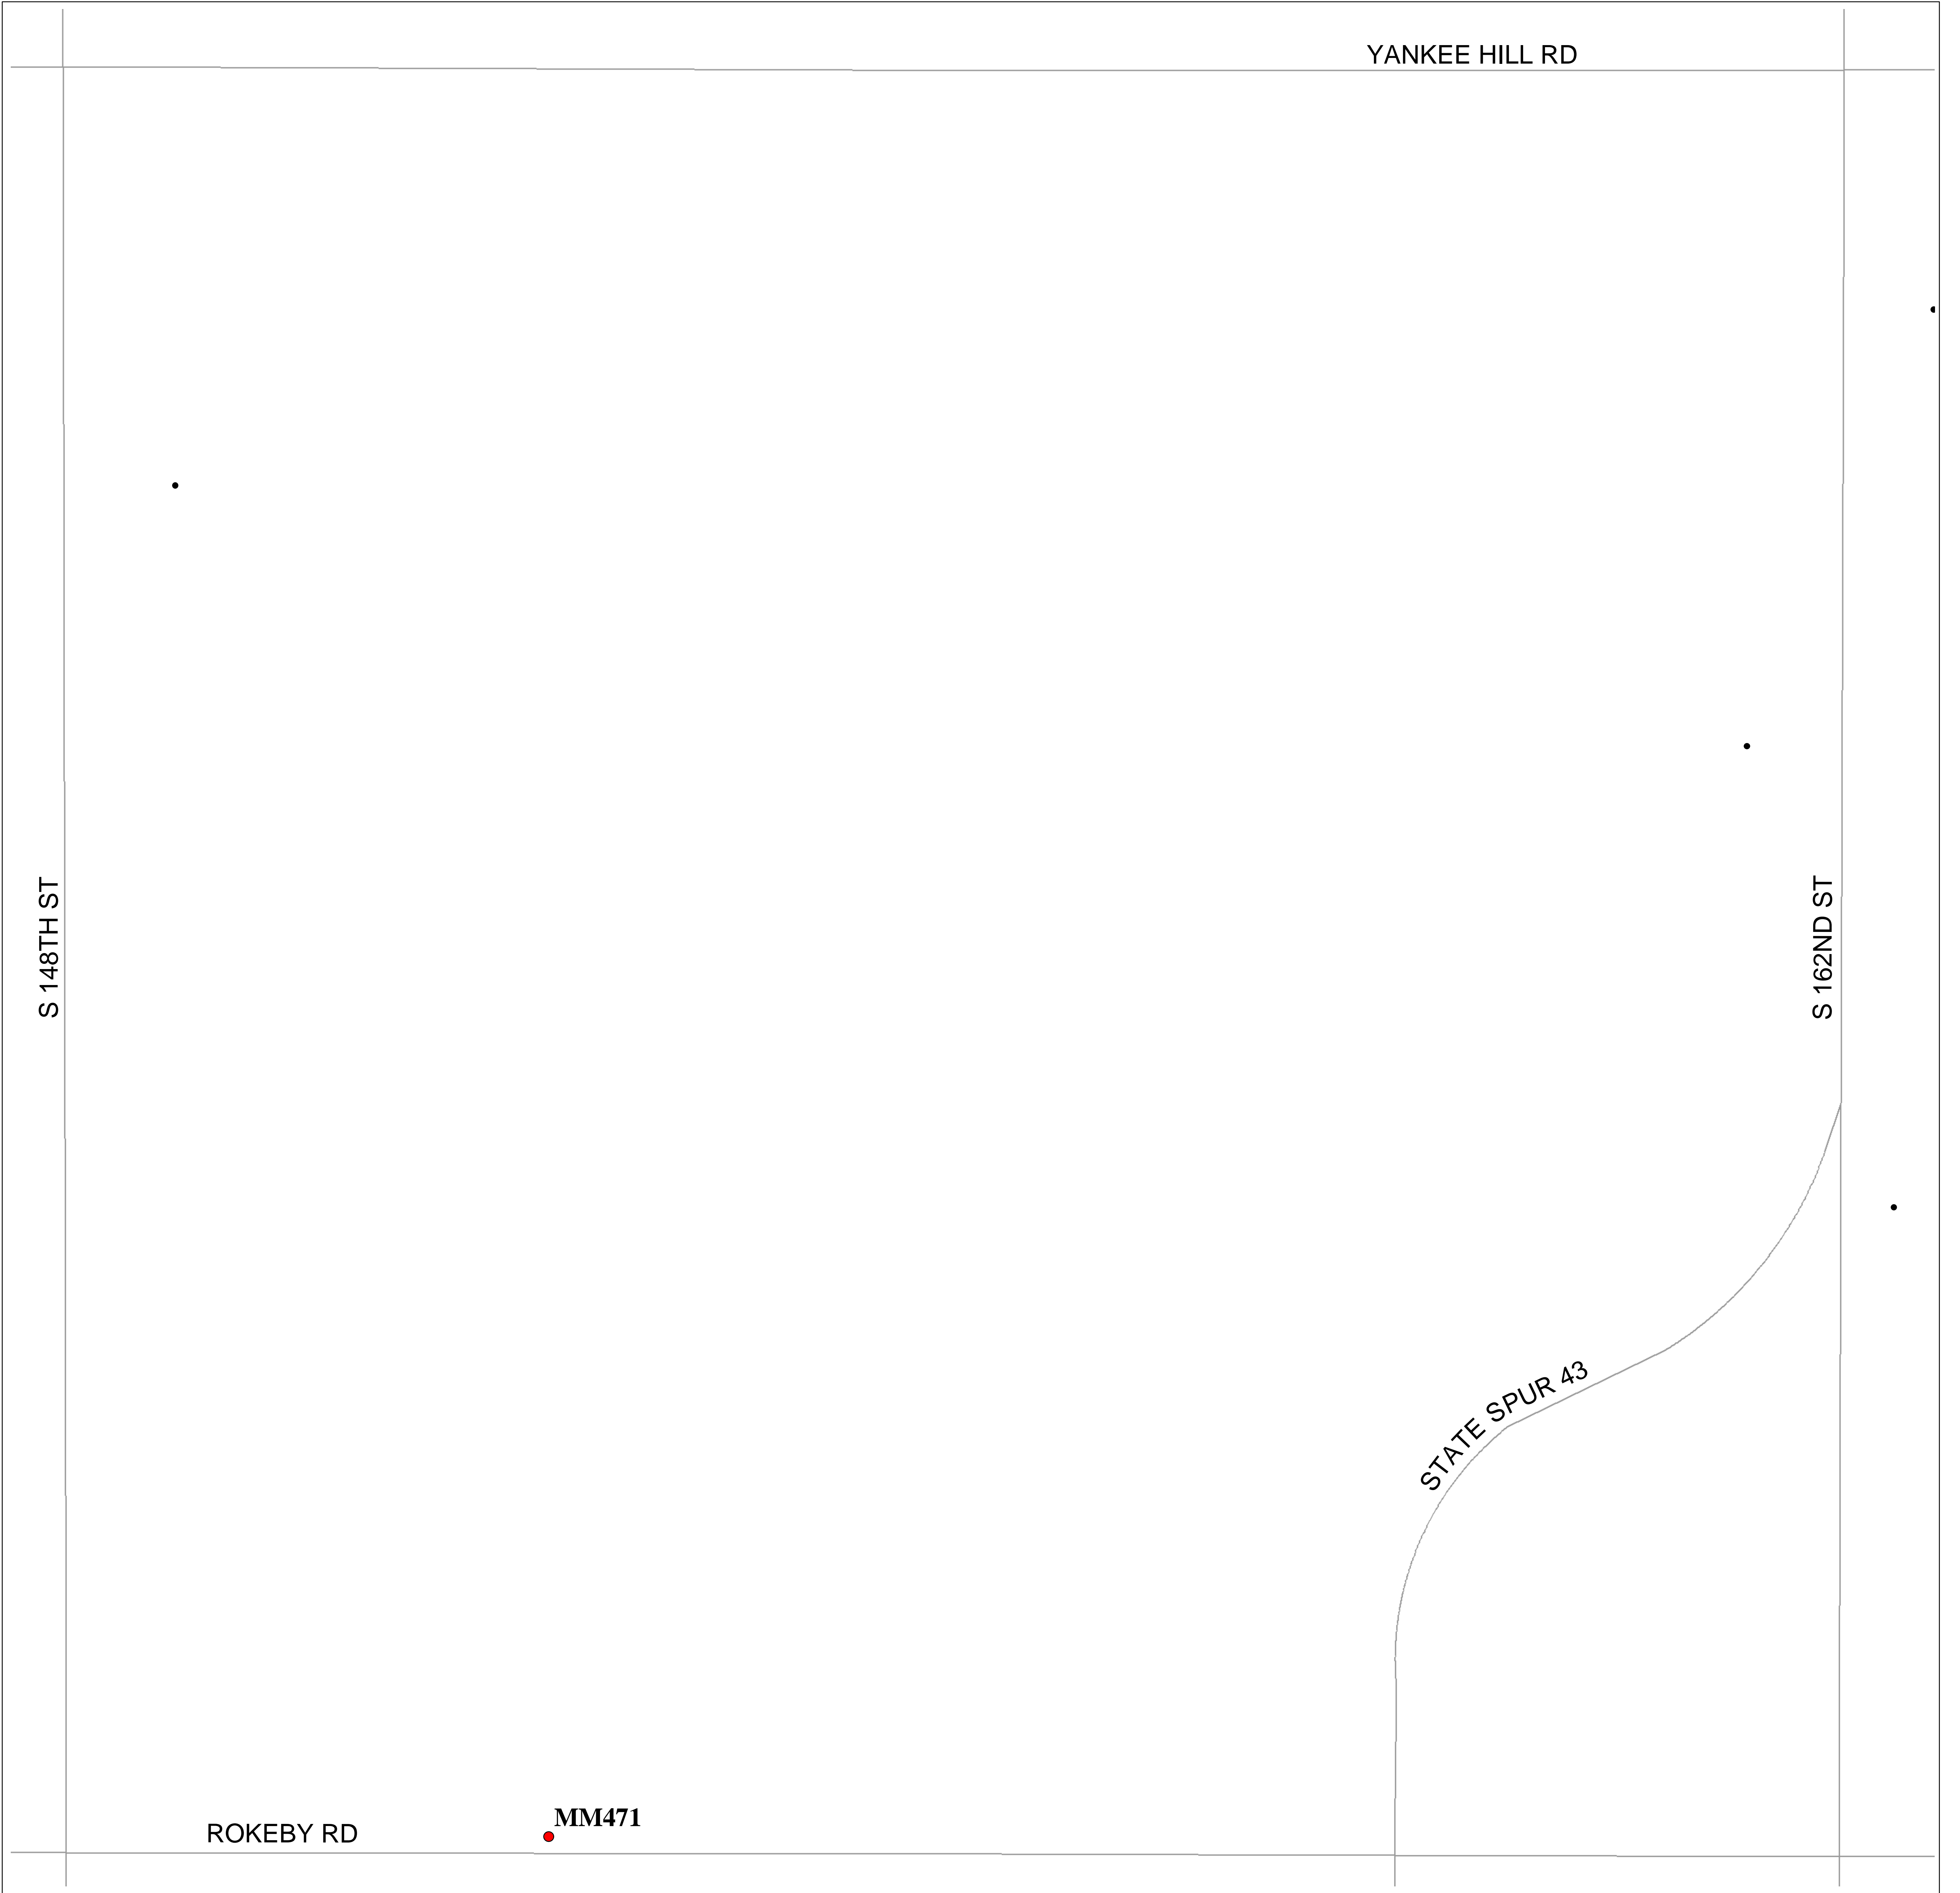 YANKEE HILL RD
S 148TH ST
S 162ND ST
STATE SPUR 43
MM471
ROKEBY RD